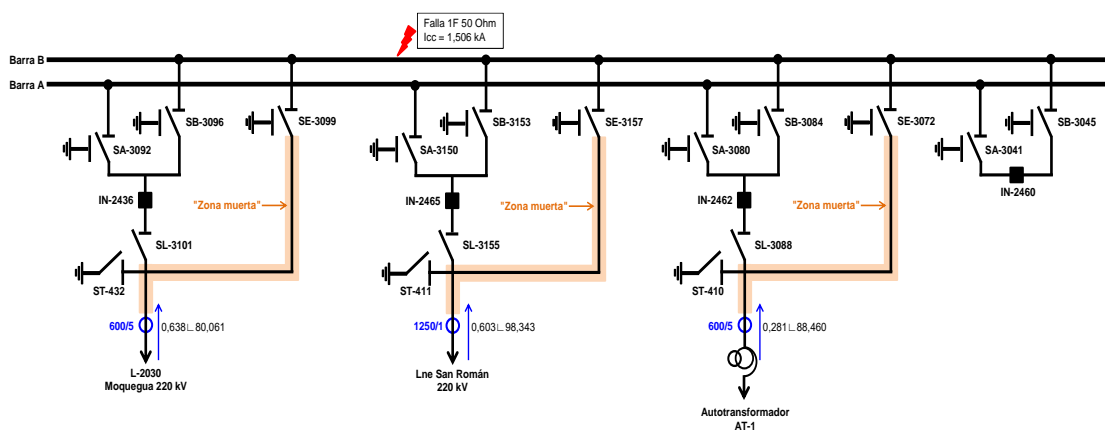 Falla 1F 50 Ohm
Icc = 1,506 kA
Barra B
Barra A
SB-3096
SE-3099
SA-3092
IN-2436
"Zona muerta"
SL-3101
ST-432
600/5
0,638∟80,061
L-2030
Moquegua 220 kV
SB-3153
SE-3157
SA-3150
IN-2465
"Zona muerta"
SL-3155
ST-411
1250/1
0,603∟98,343
Lne San Román
220 kV
SB-3084
SE-3072
SA-3080
IN-2462
"Zona muerta"
SL-3088
ST-410
600/5
0,281∟88,460
Autotransformador
AT-1
SB-3045
SA-3041
IN-2460